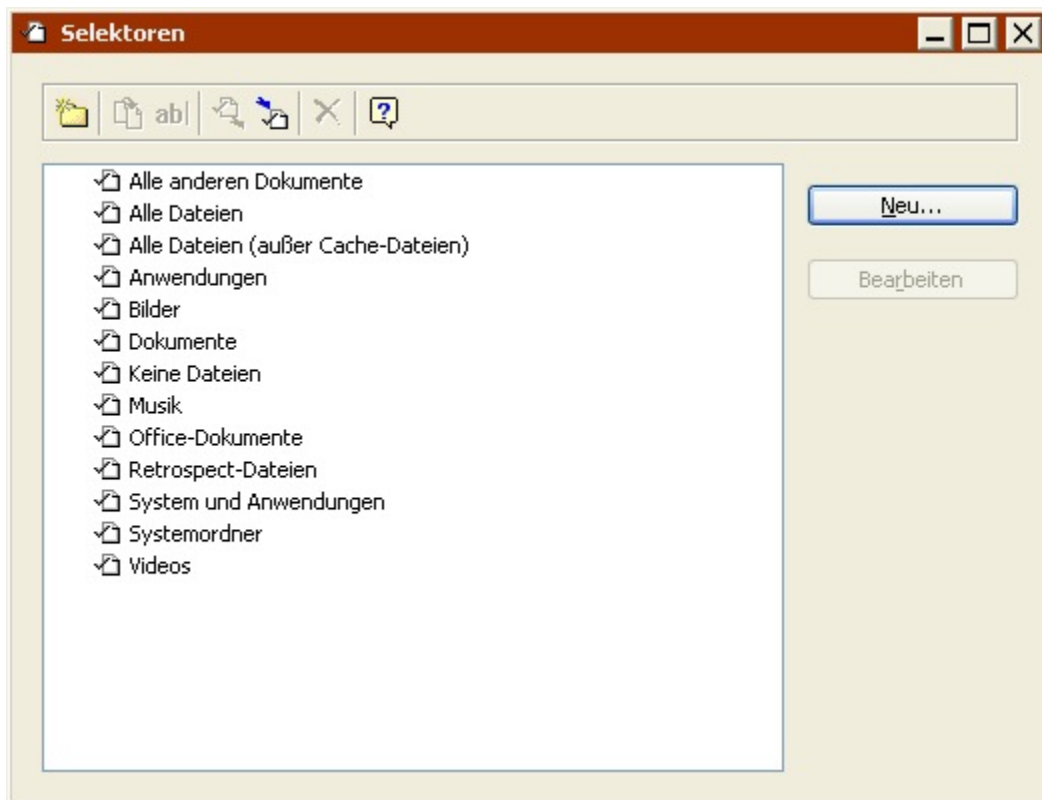 Selektoren
ab|
Alle anderen Dokumente
Neu...
Alle Dateien
Alle Dateien (außer Cache-Dateien)
Anwendungen
Bearbeiten
Bilder
Dokumente
Keine Dateien
Musik
Office-Dokumente
Retrospect-Dateien
System und Anwendungen
Systemordner
Videos